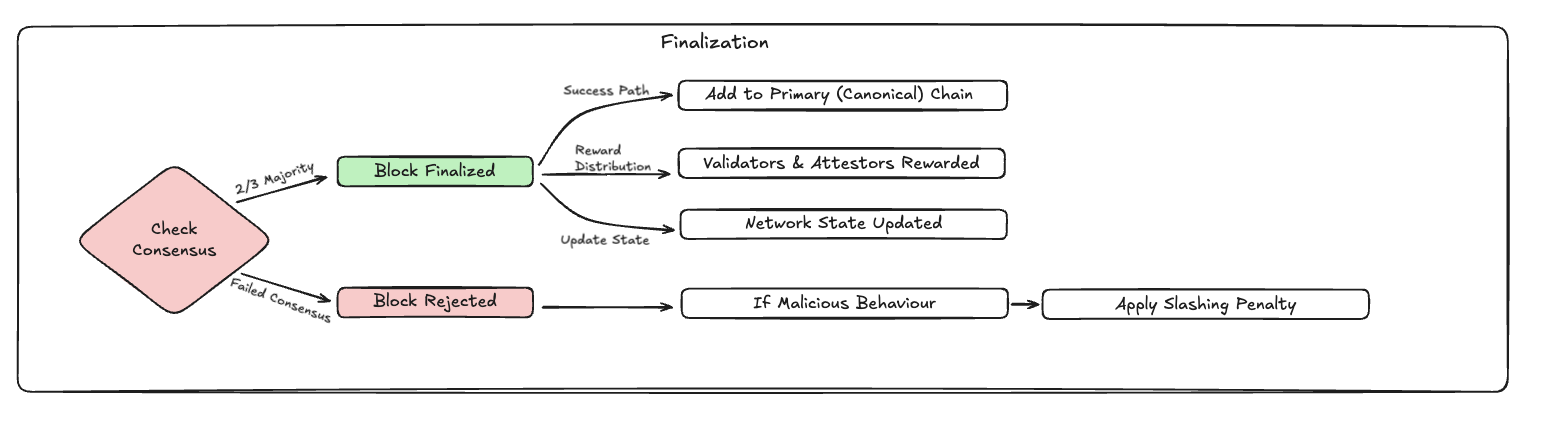 Finalization
Success Path
Add to Primary (Canonical) Chain
Reward
Distribution
Validators & Attestors Rewarded
2/3 Majority
Block Finalized
Network State Updated
Update State
Check
Consensus
Failed Consensus
Block Rejected
If Malicious Behaviour
Apply Slashing Penalty